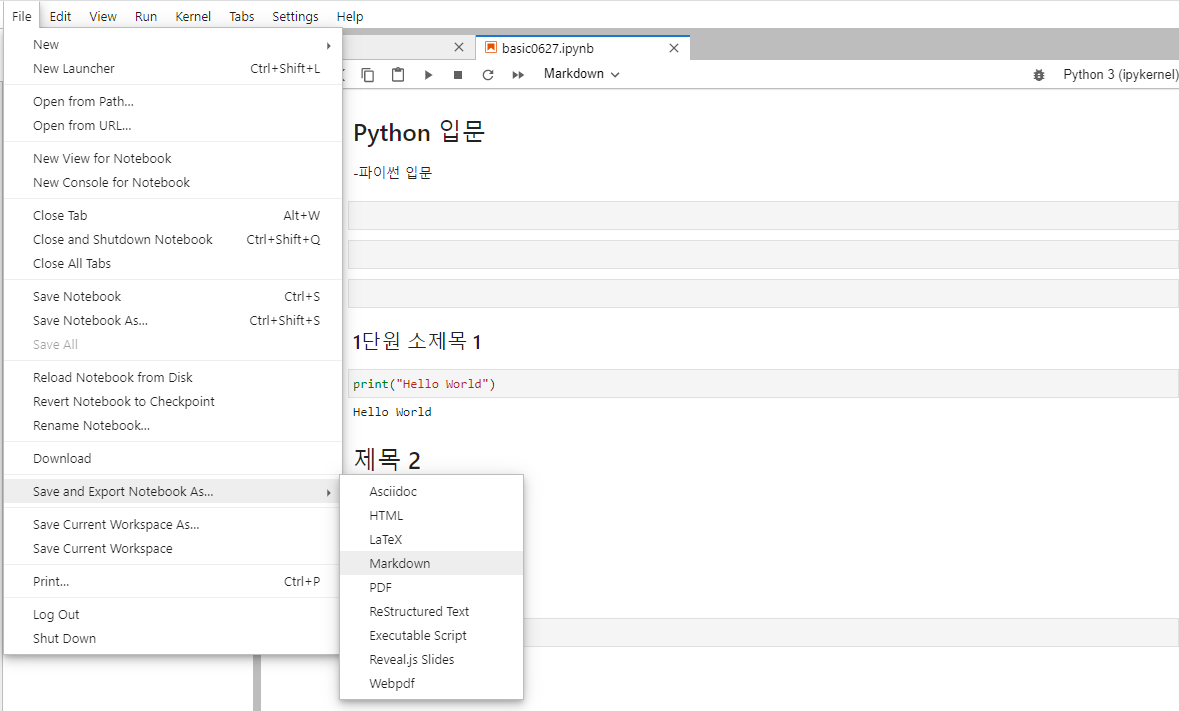 File Edit View Run Kernel Tabs Settings Help
New
New Launcher Ctrl+Shift+L
Open from Path...
Open from URL...
New View for Notebook
New Console for Notebook
Close Tab Alt+W
Close and Shutdown Notebook Ctrl+Shift+Q
Close All Tabs
Save Notebook Ctrl+S
Save Notebook As... Ctrl+Shift+S
Save All
Reload Notebook from Disk
Revert Notebook to Checkpoint
Rename Notebook...
Download
Save and Export Notebook As...
Save Current Workspace As...
Save Current Workspace
Print... Ctrl+P
Log Out
Shut Down
Asciidoc
HTML
LaTeX
Markdown
PDF
ReStructured Text
Executable Script
Reveal.js Slides
Webpdf
basic0627.ipynb
Markdown
Python 3 (ipykernel)
Python 입문
-파이썬 입문
1단원 소제목 1
print("Hello World")
Hello World
제목 2